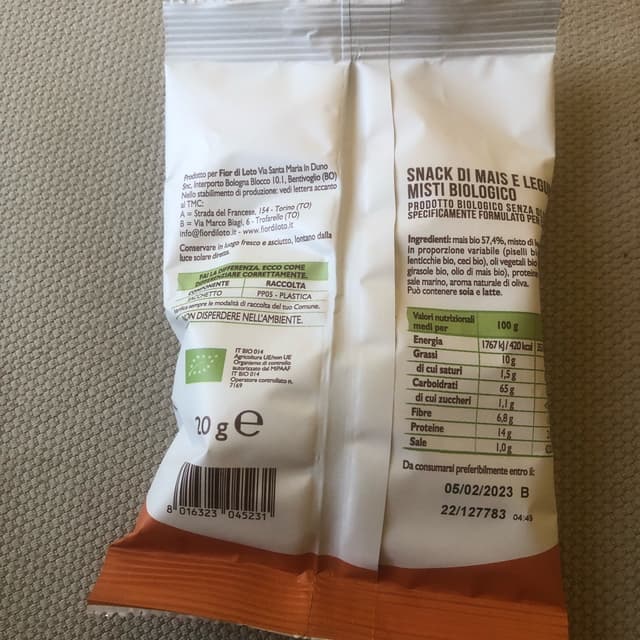 Prodotto per Fior di Loto Via Santa Maria In Duno
Snc, Interporto Bologna Blocco 10.1, Bentivoglio (BO)
Nello stabilimento di produzione: vedi lettera accanto
al TMC:
A = Strada del Francese, 154 - Torino (TO)
B = Via Marco Biagi, 6 - Trofarello (TO)
info@fiordiloto.it - www.fiordiloto.it
Conservare in luogo fresco e asciutto, lontano dalla
luce solare diretta.
FAI LA DIFFERENZA. ECCO COME
DIFFERENZIARE CORRETTAMENTE.
COMPONENTE RACCOLTA
SACCHETTO PP05 - PLASTICA
Verifica sempre le modalità di raccolta del tuo Comune.
NON DISPERDERE NELL'AMBIENTE.
IT BIO 014
Agricoltura UE/non UE
Organismo di controllo
autorizzato dal MIPAAF
IT BIO 014
Operatore controllato n.
7169
20 g e
8 016323 045231
SNACK DI MAIS E
MISTI BIOLOGICO
PRODOTTO BIOLOGICO SENZA
SPECIFICAMENTE FORMULATO PER
Ingredienti: mais bio 57,4%, misto di
In proporzione variabile (piselli
lenticchie bio, ceci bio), oli vegetali bio
girasole bio, olio di mais bio), proteine
sale marino, aroma naturale di oliva.
Può contenere soia e latte.
Valori nutrizionali
medi per 100 g
Energia 1767 kJ/420 kcal
Grassi 10g
di cui saturi 1,5 g
Carboidrati 65 g
di cui zuccheri 1,1 g
Fibre 6,8 g
Proteine 14 g
Sale 1,0 g
Da consumarsi preferibilmente entro il:
05/02/2023 B
22/127783 04:49